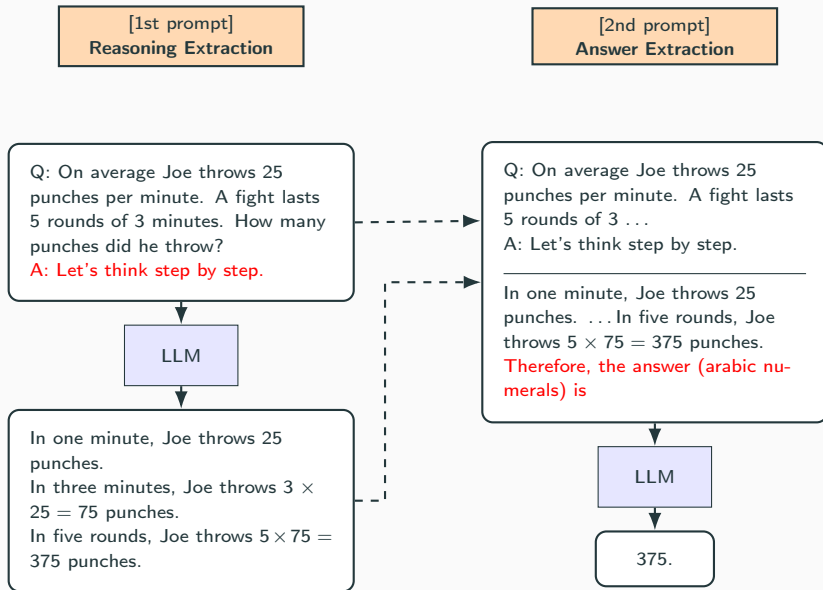 [1st prompt]
Reasoning Extraction
Q: On average Joe throws 25
punches per minute. A fight lasts
5 rounds of 3 minutes. How many
punches did he throw?
A: Let's think step by step.
LLM
In one minute, Joe throws 25
punches.
In three minutes, Joe throws 3 ×
25 = 75 punches.
In five rounds, Joe throws 5 × 75 =
375 punches.
[2nd prompt]
Answer Extraction
Q: On average Joe throws 25
punches per minute. A fight lasts
5 rounds of 3 ...
A: Let's think step by step.
In one minute, Joe throws 25
punches. ...In five rounds, Joe
throws 5 × 75 = 375 punches.
Therefore, the answer (arabic nu-
merals) is
LLM
375.